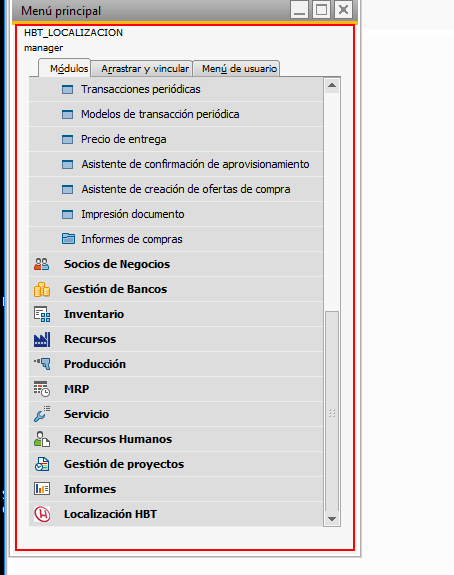 Menú principal
HBT_LOCALIZACION
manager
Módulos Arrastrar y vincular Menú de usuario
Transacciones periódicas
Modelos de transacción periódica
Precio de entrega
Asistente de confirmación de aprovisionamiento
Asistente de creación de ofertas de compra
Impresión documento
Informes de compras
Socios de Negocios
Gestión de Bancos
Inventario
Recursos
Producción
MRP
Servicio
Recursos Humanos
Gestión de proyectos
Informes
Localización HBT